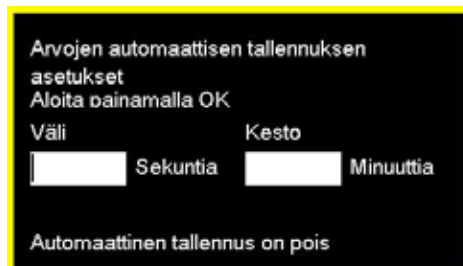 Arvojen automaattisen tallennuksen
asetukset
Aloita painamalla OK
Väli Kesto
Sekuntia Minuuttia
Automaattinen tallennus on pois